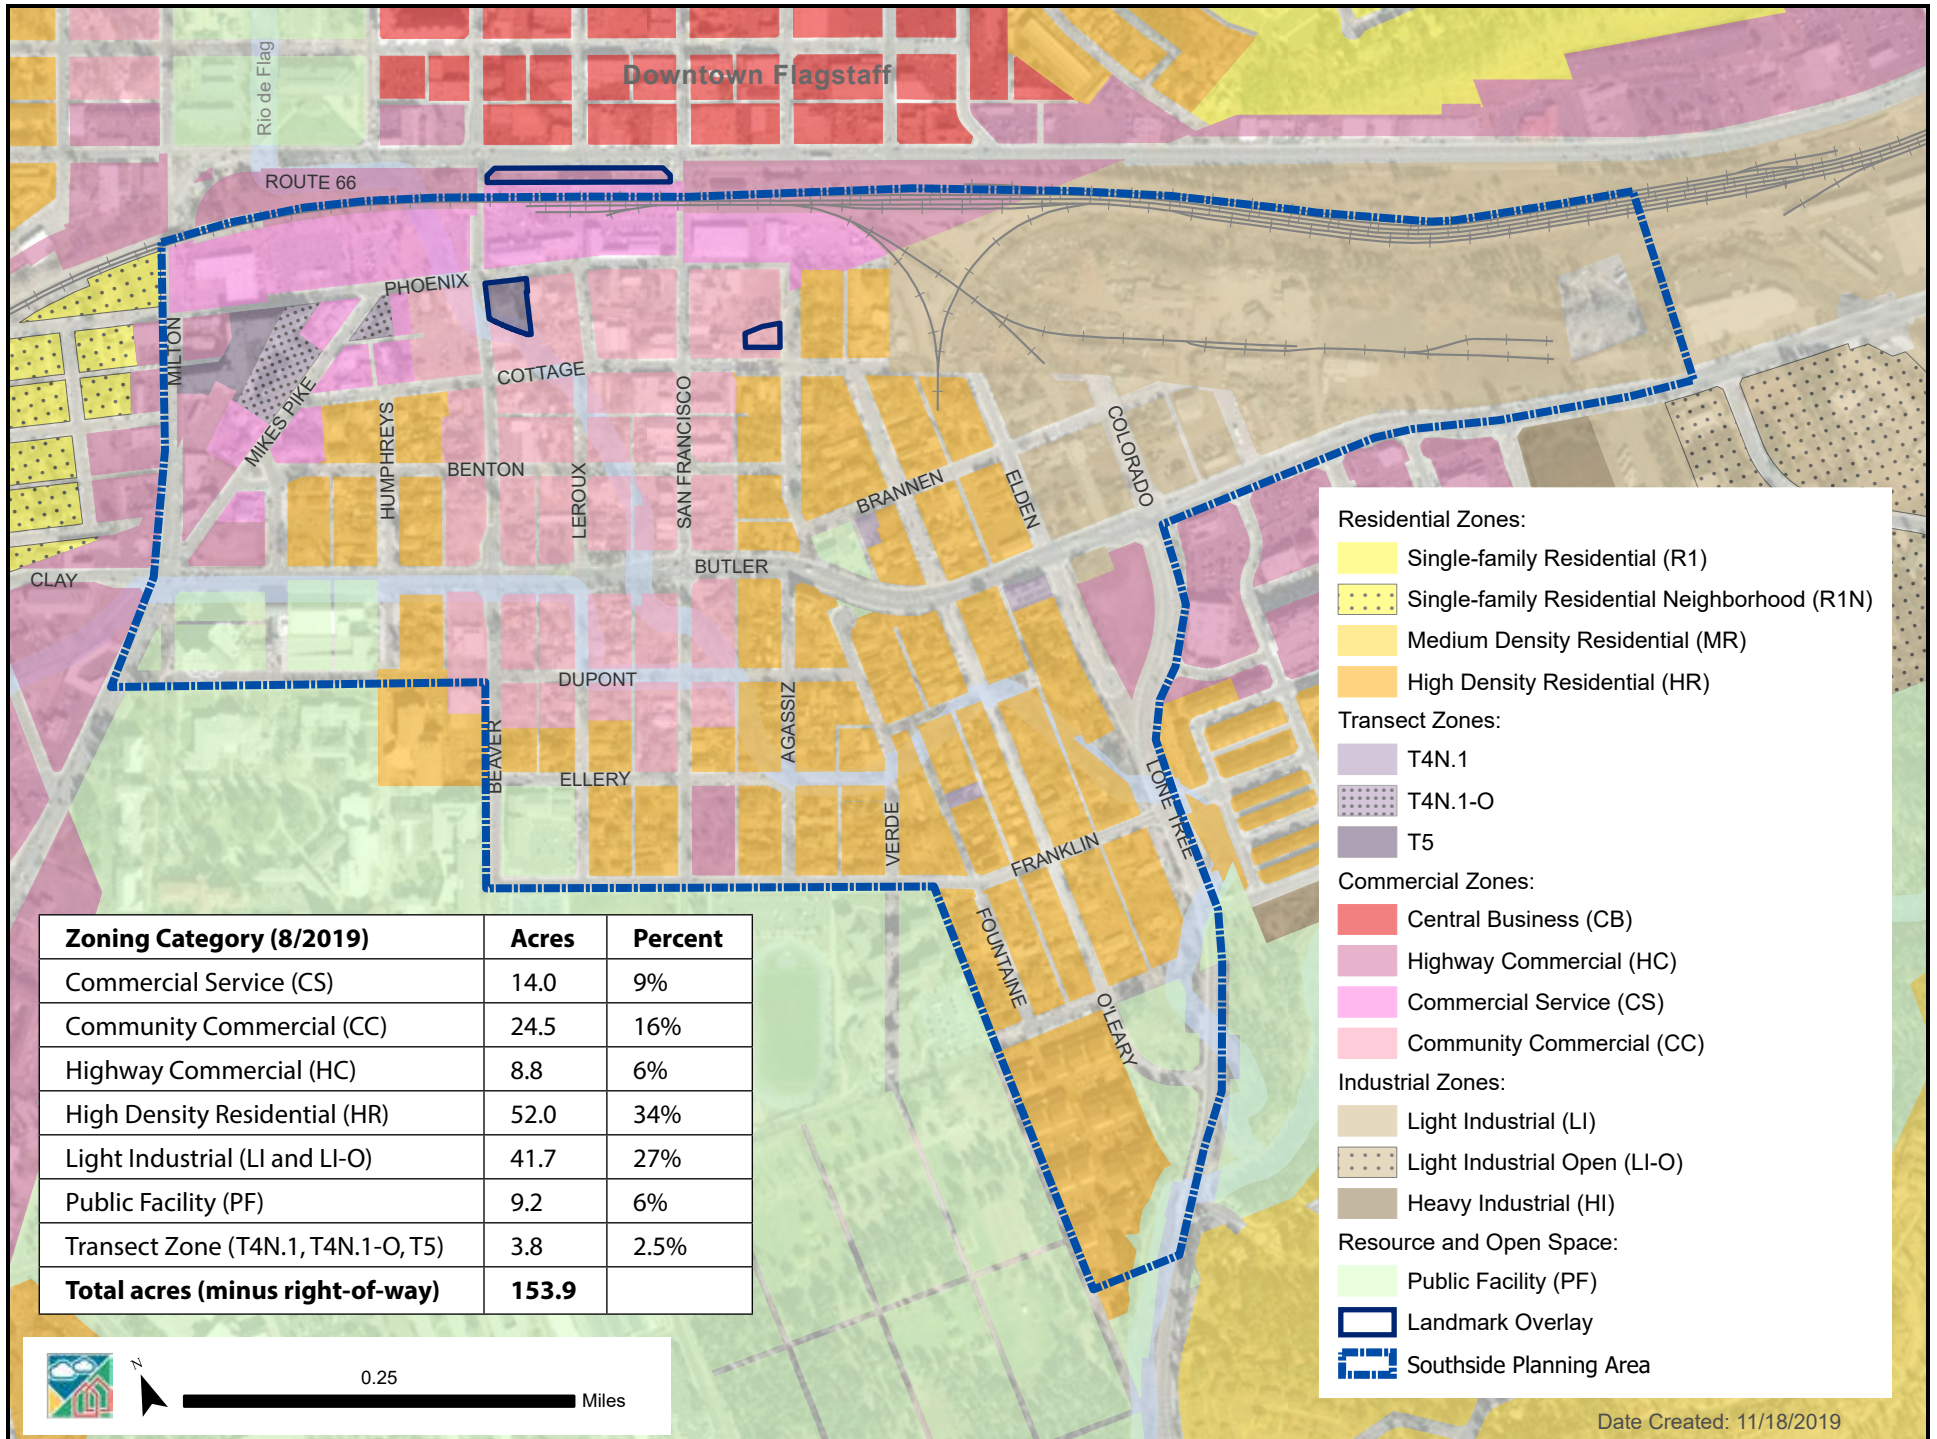 Downtown Flagstaff
Rio de Flag
ROUTE 66
PHOENIX
MILTON
COTTAGE
MIKES PIKE
HUMPHREYS
BENTON
LEROUX
SAN FRANCISCO
BRANNEN
ELDEN
COLORADO
CLAY
BUTLER
DUPONT
BEAVER
AGASSIZ
ELLERY
VERDE
LONE TREE
FRANKLIN
FOUNTAINE
O'LEARY
Residential Zones:
Single-family Residential (R1)
Single-family Residential Neighborhood (R1N)
Medium Density Residential (MR)
High Density Residential (HR)
Transect Zones:
T4N.1
T4N.1-O
T5
Commercial Zones:
Central Business (CB)
Highway Commercial (HC)
Commercial Service (CS)
Community Commercial (CC)
Industrial Zones:
Light Industrial (LI)
Light Industrial Open (LI-O)
Heavy Industrial (HI)
Resource and Open Space:
Public Facility (PF)
Landmark Overlay
Southside Planning Area
Zoning Category (8/2019) Acres Percent
Commercial Service (CS) 14.0 9%
Community Commercial (CC) 24.5 16%
Highway Commercial (HC) 8.8 6%
High Density Residential (HR) 52.0 34%
Light Industrial (LI and LI-O) 41.7 27%
Public Facility (PF) 9.2 6%
Transect Zone (T4N.1, T4N.1-O, T5) 3.8 2.5%
Total acres (minus right-of-way) 153.9
N
0.25
Miles
Date Created: 11/18/2019